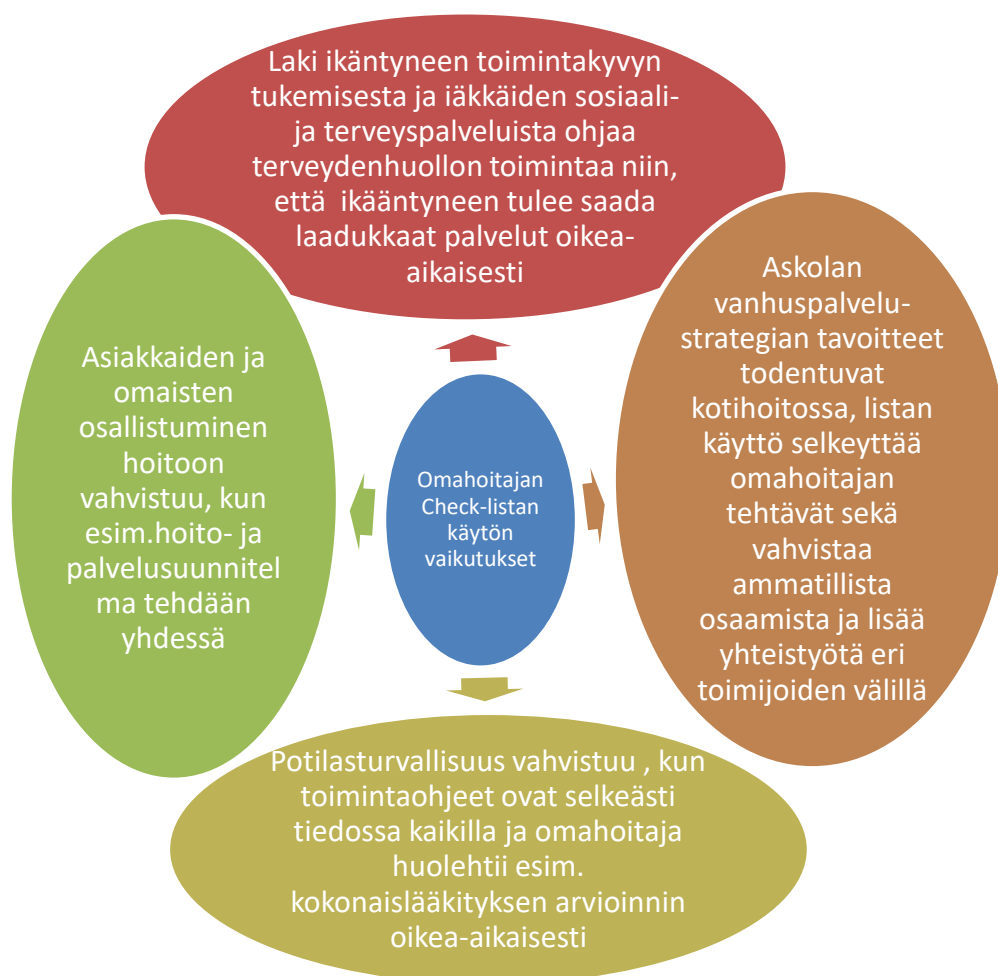 Laki ikäntyneen toimintakyvyn
tukemisesta ja iäkkäiden sosiaali-
ja terveyspalveluista ohjaa
terveydenhuollon toimintaa niin,
että  ikääntyneen tulee saada
laadukkaat palvelut oikea-
aikaisesti
Askolan
vanhuspalvelu-
strategian tavoitteet
todentuvat
kotihoitossa, listan
käyttö selkeyttää
omahoitajan
tehtävät sekä
vahvistaa
ammatillista
osaamista ja lisää
yhteistyötä eri
toimijoiden välillä
Asiakkaiden ja
omaisten
osallistuminen
hoitoon
vahvistuu, kun
esim.hoito- ja
palvelusuunnitel
ma tehdään
yhdessä
Omahoitajan
Check-listan
käytön
vaikutukset
Potilasturvallisuus vahvistuu , kun
toimintaohjeet ovat selkeästi
tiedossa kaikilla ja omahoitaja
huolehtii esim.
kokonaislääkityksen arvioinnin
oikea-aikaisesti